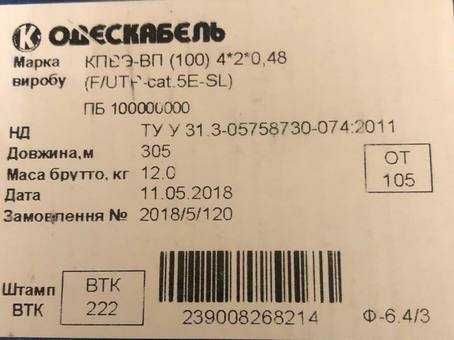 ОДЕСКАБЕЛЬ
Марка КПВЭ-ВП (100) 4*2*0,48
виробу (F/UTP-cat.5E-SL)
ПБ 100000000
НД ТУ У 31.3-05758730-074:2011
Довжина,м 305
Маса брутто, кг 12.0
Дата 11.05.2018
Замовлення № 2018/5/120
ОТ
105
Штамп ВТК
ВТК 222
239008268214
Ф-6.4/3